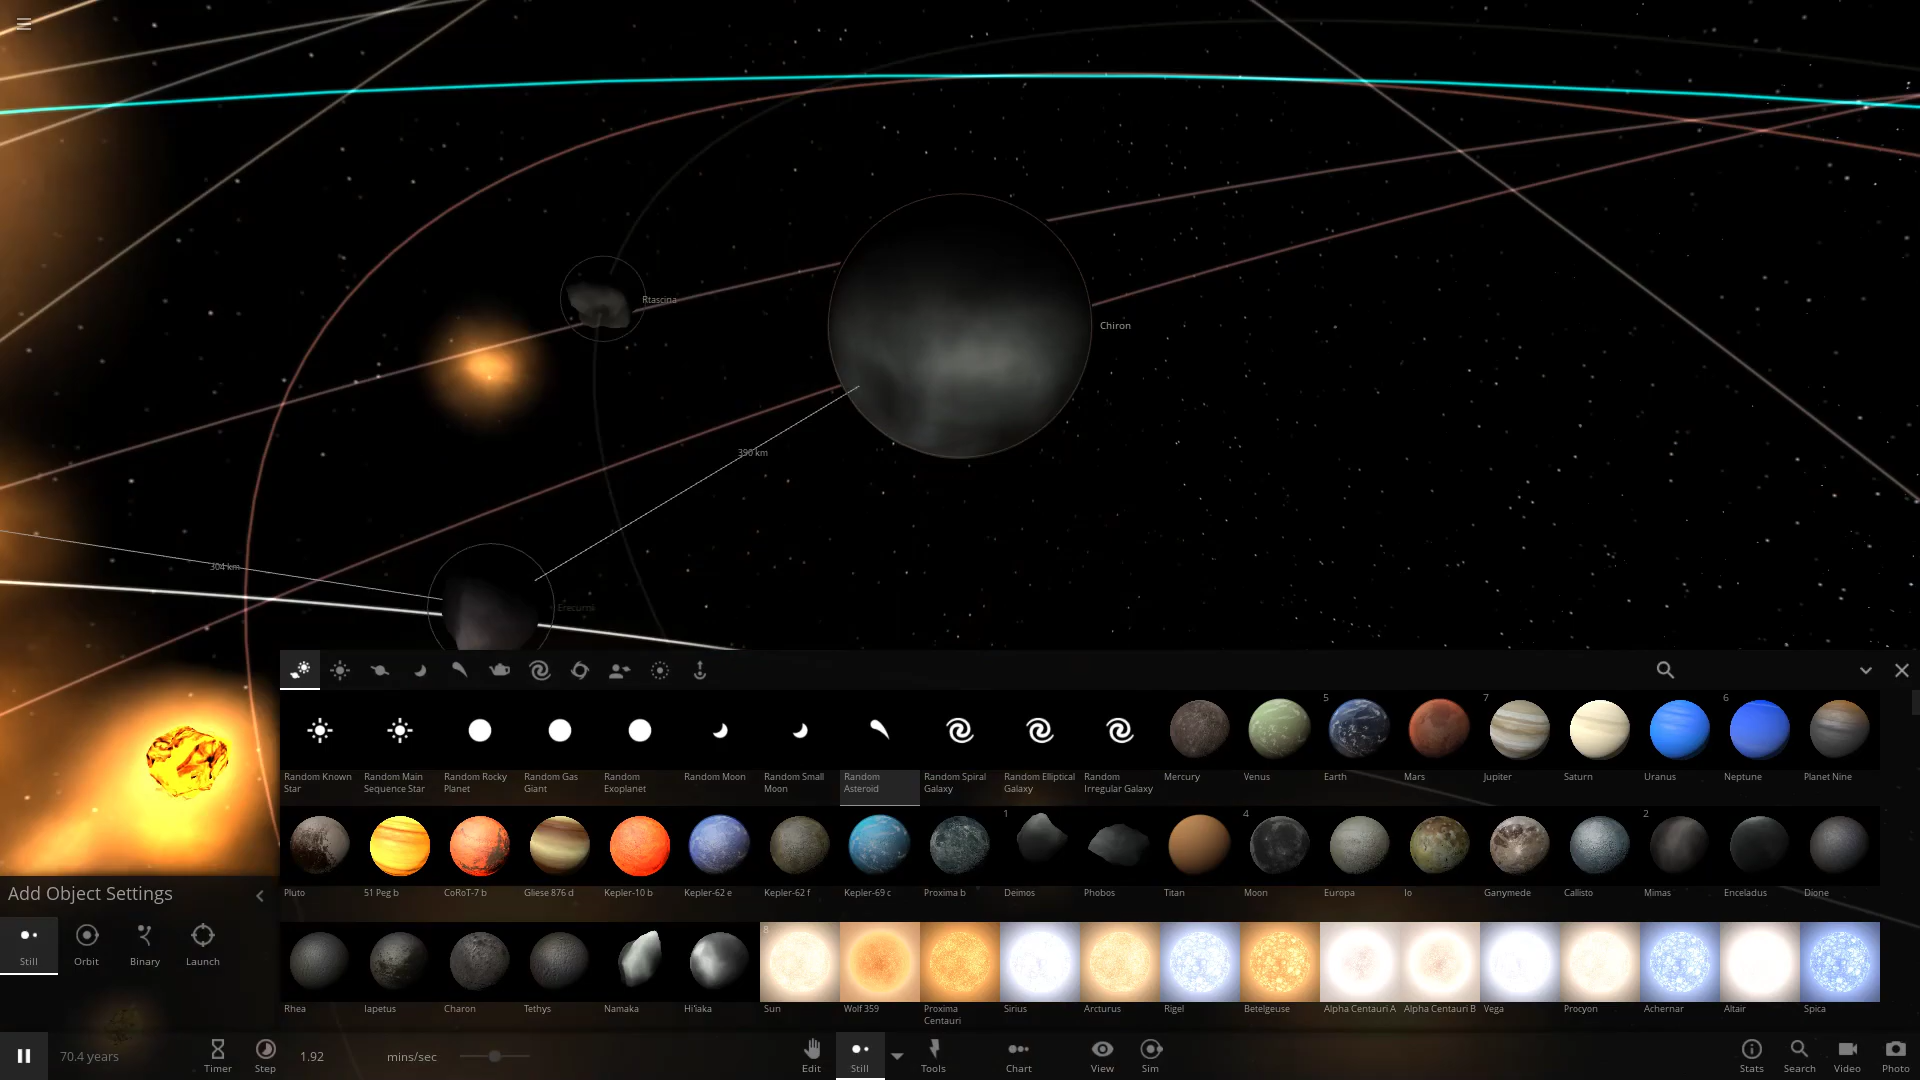 Rtascina
Chiron
390 km
304 km
Erecurnt
Random Known
Star
Random Main
Sequence Star
Random Rocky
Planet
Random Gas
Giant
Random
Exoplanet
Random Moon
Random Small
Moon
Random
Asteroid
Random Spiral
Galaxy
Random Elliptical
Galaxy
Random
Irregular Galaxy
Mercury
Venus
5
Earth
Mars
7
Jupiter
Saturn
Uranus
6
Neptune
Planet Nine
Pluto
51 Peg b
CoRoT-7 b
Gliese 876 d
Kepler-10 b
Kepler-62 e
Kepler-62 f
Kepler-69 c
Proxima b
1
Deimos
Phobos
Titan
4
Moon
Europa
Io
Ganymede
Callisto
2
Mimas
Enceladus
Dione
Add Object Settings
Still
Orbit
Binary
Launch
Rhea
Iapetus
Charon
Tethys
Namaka
Hi'iaka
8
Sun
Wolf 359
Proxima
Centauri
Sirius
Arcturus
Rigel
Betelgeuse
Alpha Centauri A
Alpha Centauri B
Vega
Procyon
Achernar
Altair
Spica
70.4 years
Timer
Step
1.92
mins/sec
Edit
Still
Tools
Chart
View
Sim
Stats
Search
Video
Photo